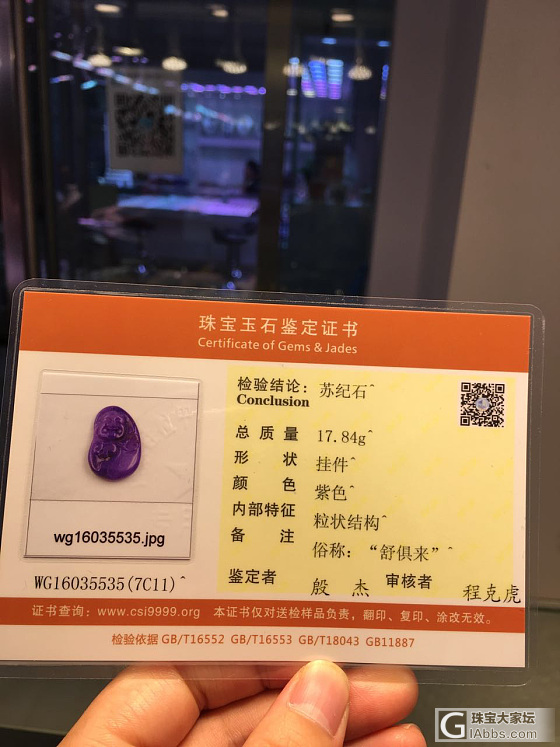 珠宝玉石鉴定证书
Certificate of Gems & Jades
检验结论：苏纪石^
Conclusion
总质量 17.84g^
形状 挂件^
颜色 紫色^
内部特征 粒状结构^
备注 俗称：“舒俱来”^
wg16035535.jpg
WG16035535(7C11)^
鉴定者 殷杰 审核者 程克虎
证书查询：www.csi9999.org 本证书仅对送检样品负责，翻印、复印、涂改无效。
检验依据 GB/T16552 GB/T16553 GB/T18043 GB11887
珠宝大家坛
GIAbbs.com